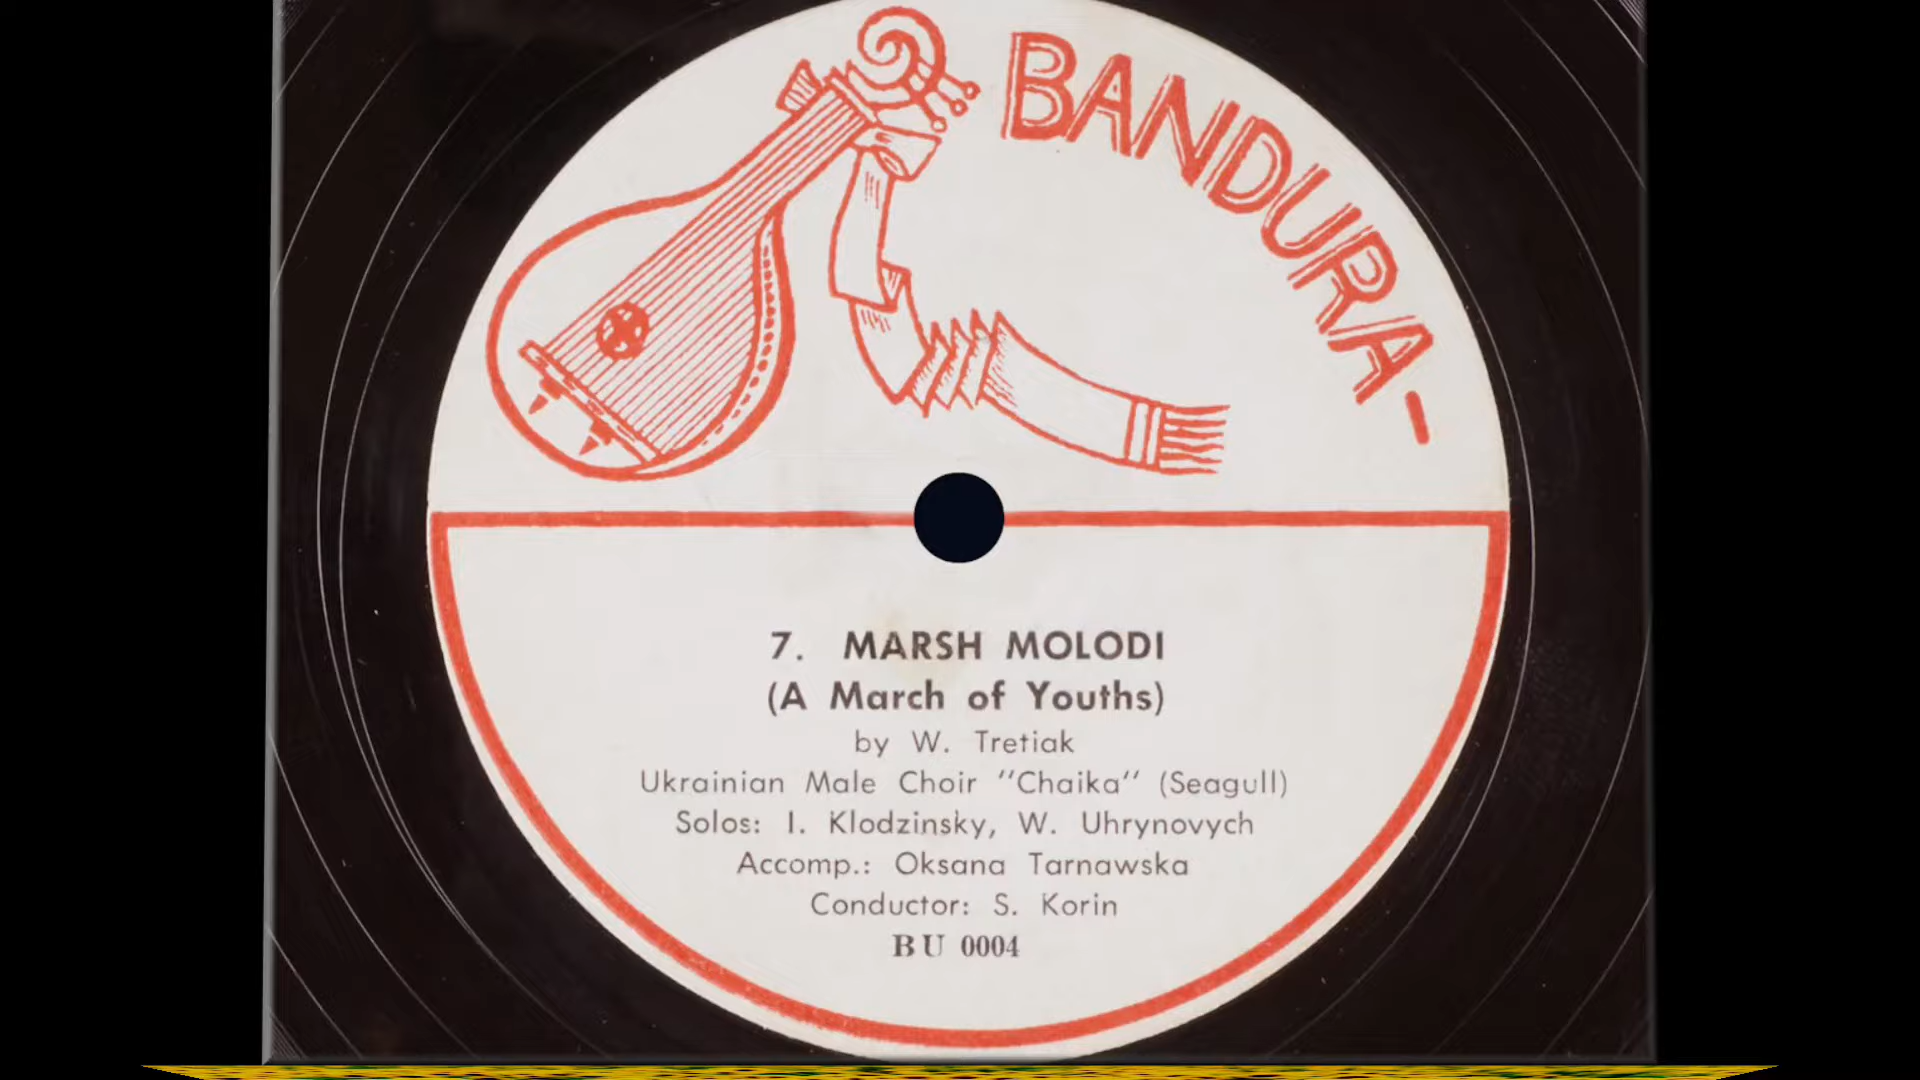 BANDURA-
7. MARSH MOLODI
(A March of Youths)
by W. Tretiak
Ukrainian Male Choir "Chaika" (Seagull)
Solos: I. Klodzinsky, W. Uhrynovych
Accomp.: Oksana Tarnawska
Conductor: S. Korin
BU 0004